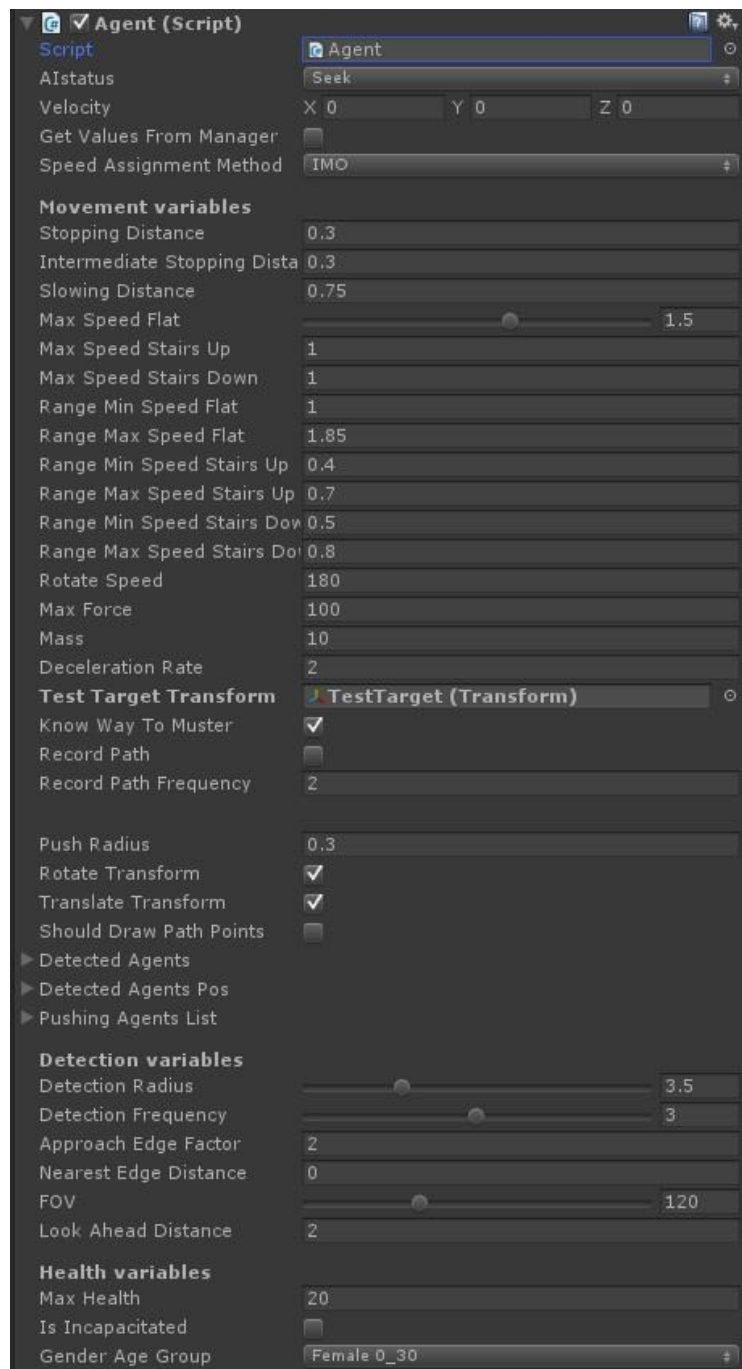 Agent (Script)
Script Agent
AIstatus Seek
Velocity X 0 Y 0 Z 0
Get Values From Manager
Speed Assignment Method IMO
Movement variables
Stopping Distance 0.3
Intermediate Stopping Dista 0.3
Slowing Distance 0.75
Max Speed Flat 1.5
Max Speed Stairs Up 1
Max Speed Stairs Down 1
Range Min Speed Flat 1
Range Max Speed Flat 1.85
Range Min Speed Stairs Up 0.4
Range Max Speed Stairs Up 0.7
Range Min Speed Stairs Dow 0.5
Range Max Speed Stairs Dow 0.8
Rotate Speed 180
Max Force 100
Mass 10
Deceleration Rate 2
Test Target Transform TestTarget (Transform)
Know Way To Muster
Record Path
Record Path Frequency 2
Push Radius 0.3
Rotate Transform
Translate Transform
Should Draw Path Points
Detected Agents
Detected Agents Pos
Pushing Agents List
Detection variables
Detection Radius 3.5
Detection Frequency 3
Approach Edge Factor 2
Nearest Edge Distance 0
FOV 120
Look Ahead Distance 2
Health variables
Max Health 20
Is Incapacitated
Gender Age Group Female 0_30